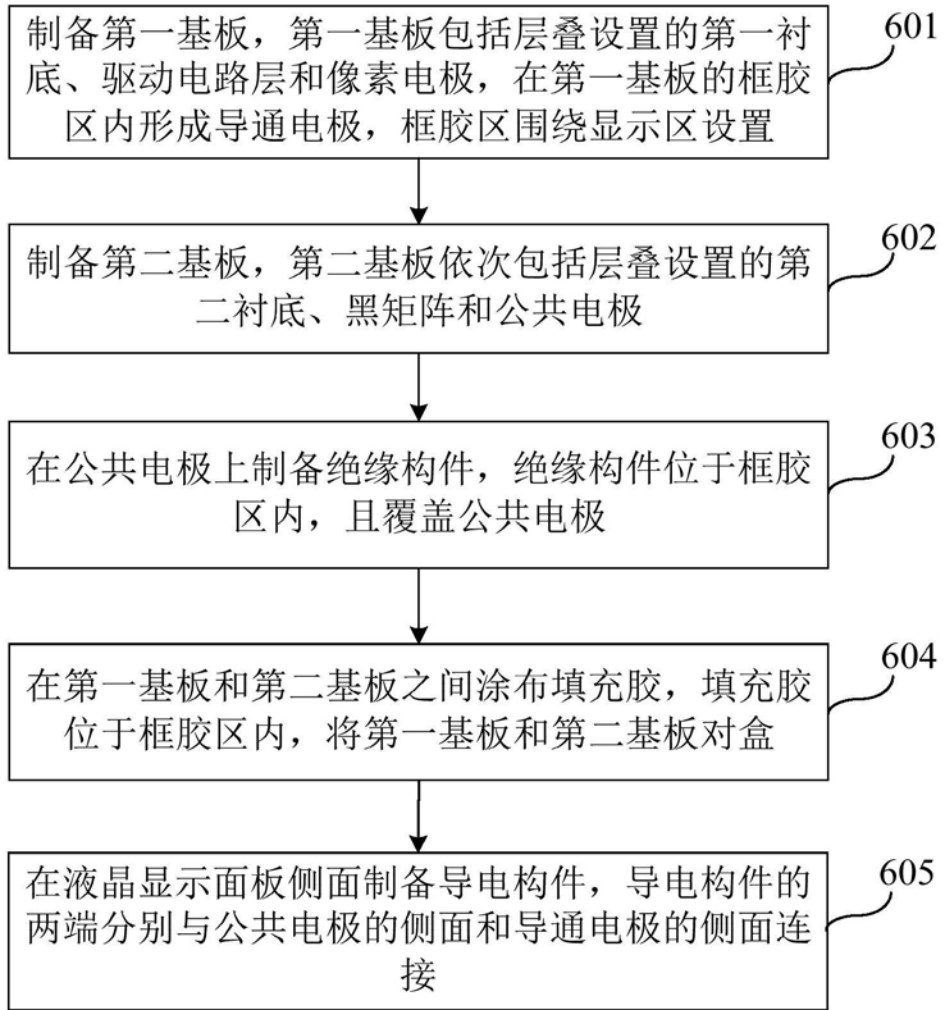 制备第一基板，第一基板包括层叠设置的第一衬
底、驱动电路层和像素电极，在第一基板的框胶
区内形成导通电极，框胶区围绕显示区设置
601
制备第二基板，第二基板依次包括层叠设置的第
二衬底、黑矩阵和公共电极
602
在公共电极上制备绝缘构件，绝缘构件位于框胶
区内，且覆盖公共电极
603
在第一基板和第二基板之间涂布填充胶，填充胶
位于框胶区内，将第一基板和第二基板对盒
604
在液晶显示面板侧面制备导电构件，导电构件的
两端分别与公共电极的侧面和导通电极的侧面连
接
605